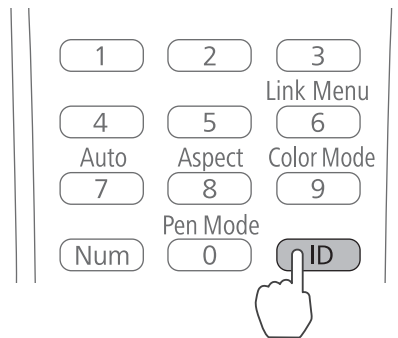 1 2 3
Link Menu
4 5 6
Auto Aspect Color Mode
7 8 9
Pen Mode
Num 0 ID